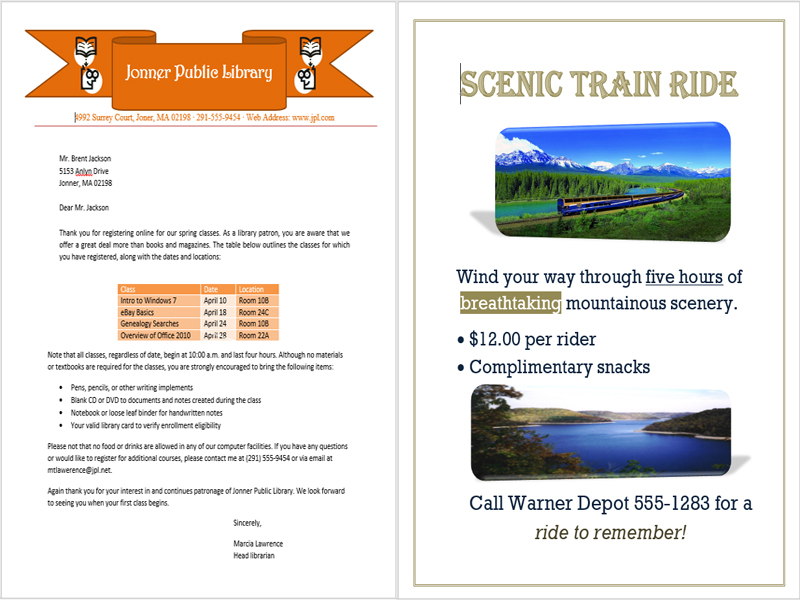 Jonner Public Library
4992 Surrey Court, Joner, MA 02198 · 291-555-9454 · Web Address: www.jpl.com
Mr. Brent Jackson
5153 Anlyn Drive
Jonner, MA 02198
Dear Mr. Jackson
Thank you for registering online for our spring classes. As a library patron, you are aware that we
offer a great deal more than books and magazines. The table below outlines the classes for which
you have registered, along with the dates and locations:
Class Date Location
Intro to Windows 7 April 10 Room 10B
eBay Basics April 18 Room 24C
Genealogy Searches April 24 Room 10B
Overview of Office 2010 April 28 Room 22A
Note that all classes, regardless of date, begin at 10:00 a.m. and last four hours. Although no materials
or textbooks are required for the classes, you are strongly encouraged to bring the following items:
• Pens, pencils, or other writing implements
• Blank CD or DVD to documents and notes created during the class
• Notebook or loose leaf binder for handwritten notes
• Your valid library card to verify enrollment eligibility
Please not that no food or drinks are allowed in any of our computer facilities. If you have any questions
or would like to register for additional courses, please contact me at (291) 555-9454 or via email at
mtlawerence@jpl.net.
Again thank you for your interest in and continues patronage of Jonner Public Library. We look forward
to seeing you when your first class begins.
Sincerely,
Marcia Lawrence
Head librarian
SCENIC TRAIN RIDE
Wind your way through five hours of
breathtaking mountainous scenery.
• $12.00 per rider
• Complimentary snacks
Call Warner Depot 555-1283 for a
ride to remember!